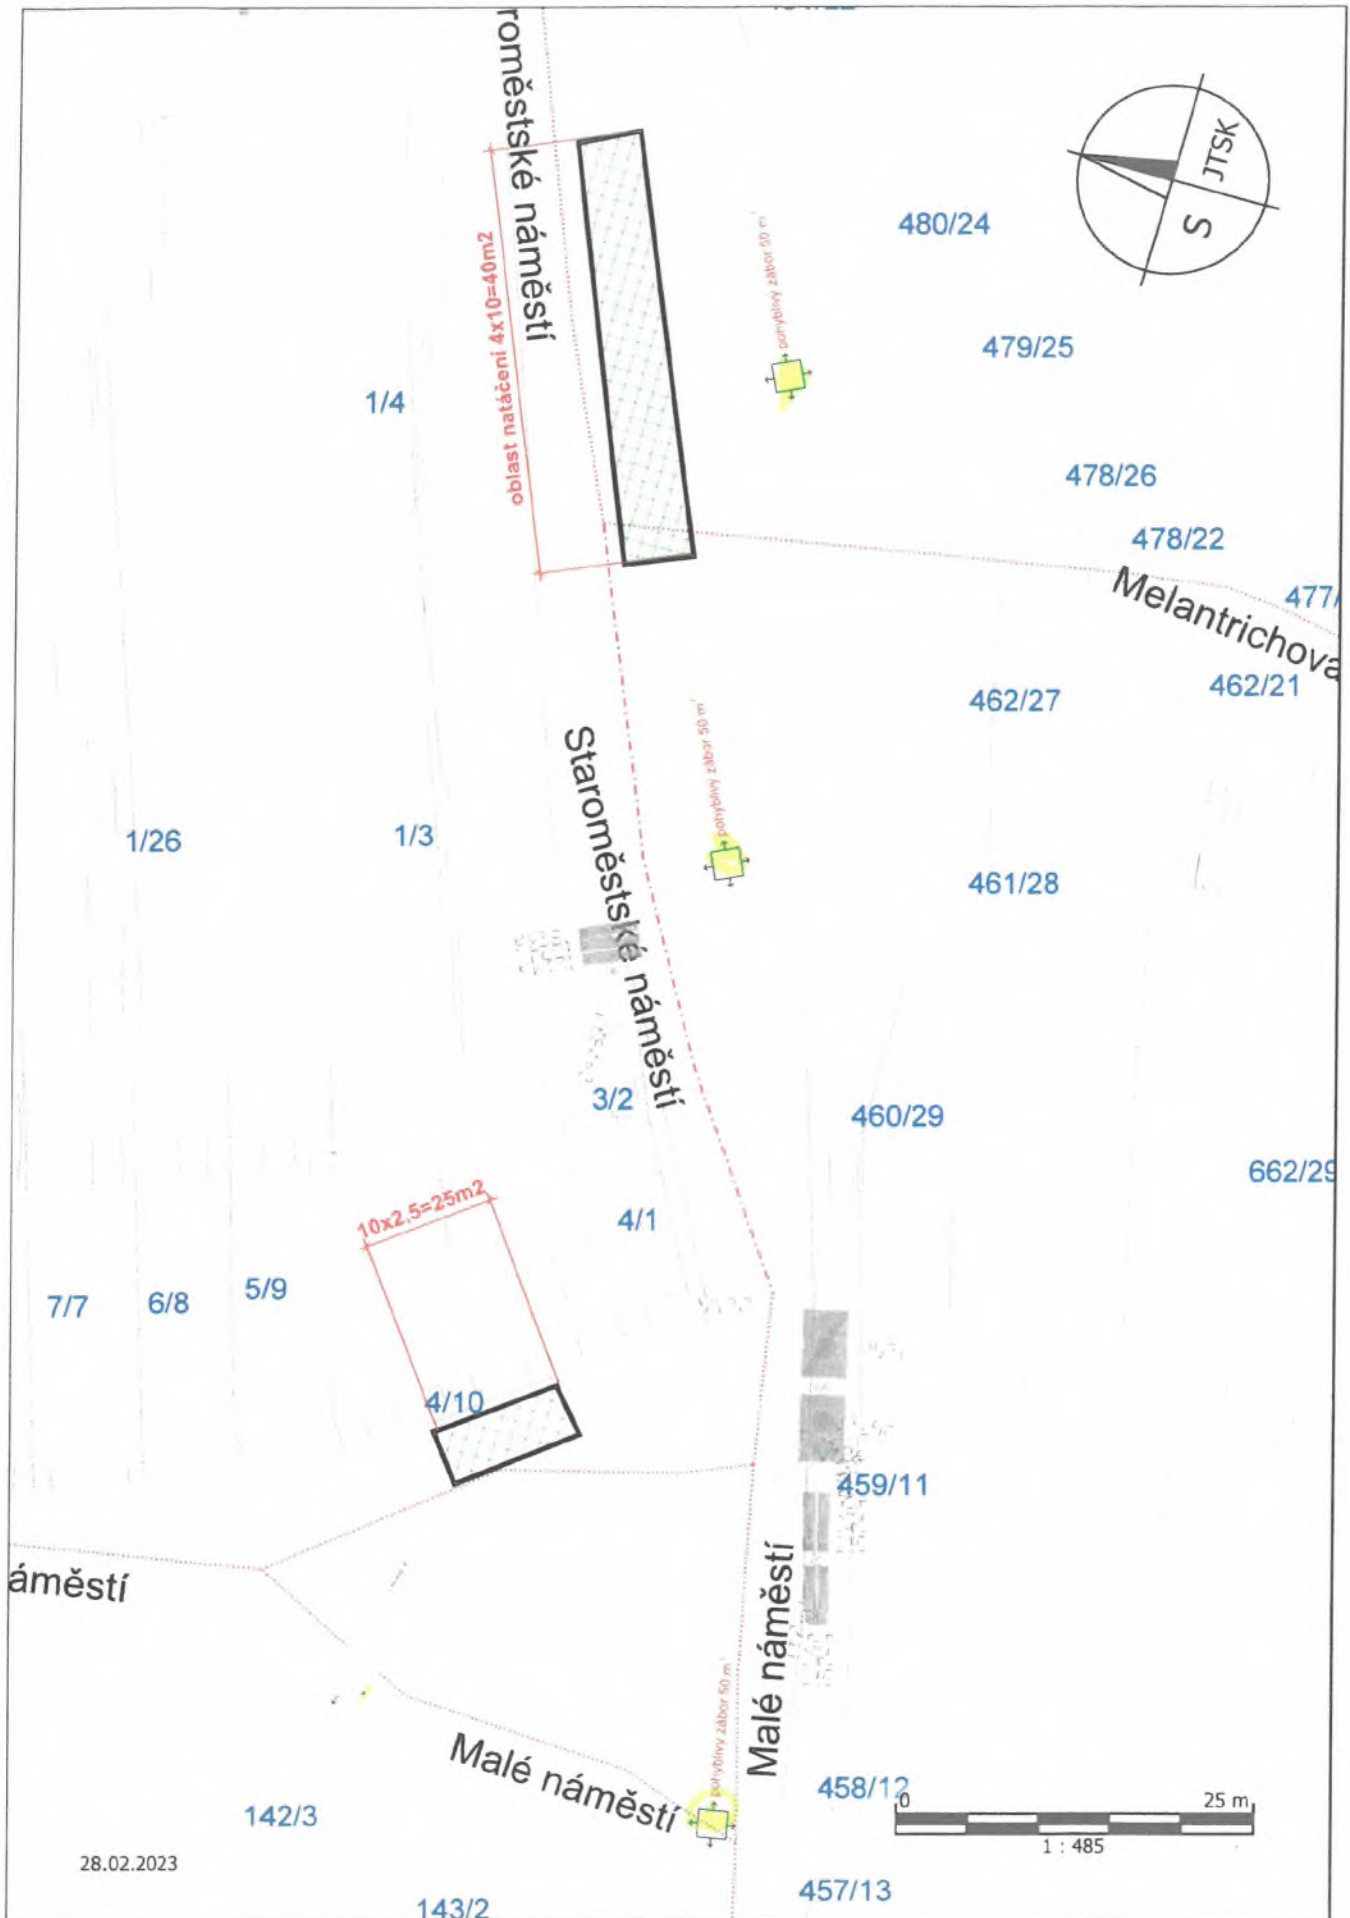 roměstské náměstí
JTSK
S
480/24
oblast natáčení 4x10=40m2
pohyblivý zábor 50 m²
479/25
1/4
478/26
478/22
Melantrichova
477/
462/21
462/27
pohyblivý zábor 50 m²
Staroměstské náměstí
1/26
1/3
461/28
3/2
460/29
662/29
10x2,5=25m2
4/1
7/7
6/8
5/9
4/10
459/11
áměstí
Malé náměstí
pohyblivý zábor 50 m²
Malé náměstí
458/12
0
25 m
1 : 485
142/3
28.02.2023
457/13
143/2